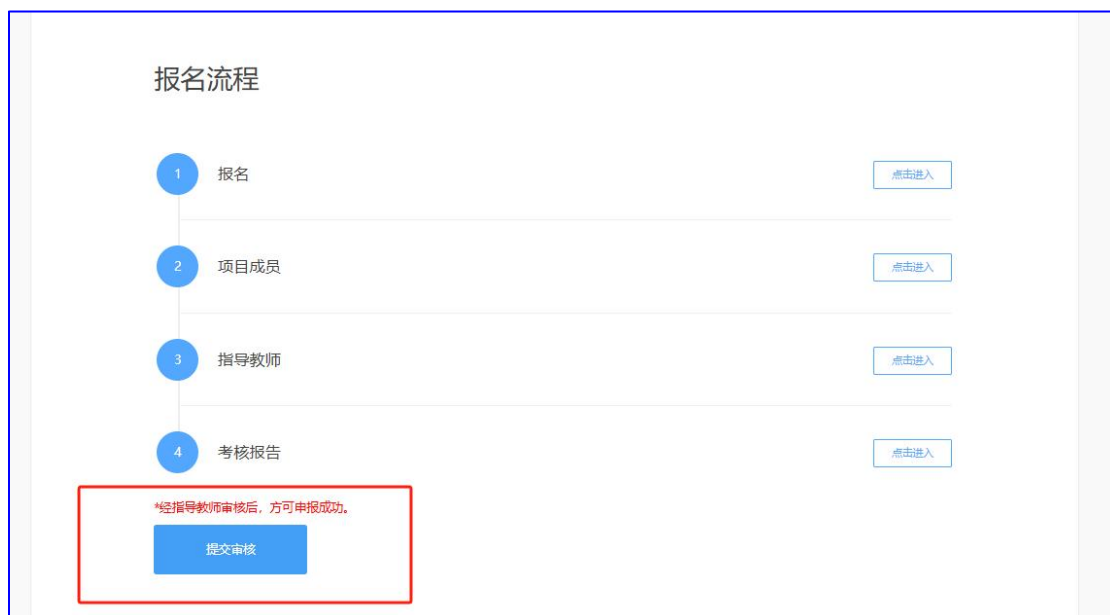 报名流程
1 报名 点击进入
2 项目成员 点击进入
3 指导教师 点击进入
4 考核报告 点击进入
*经指导教师审核后，方可申报成功。
提交审核